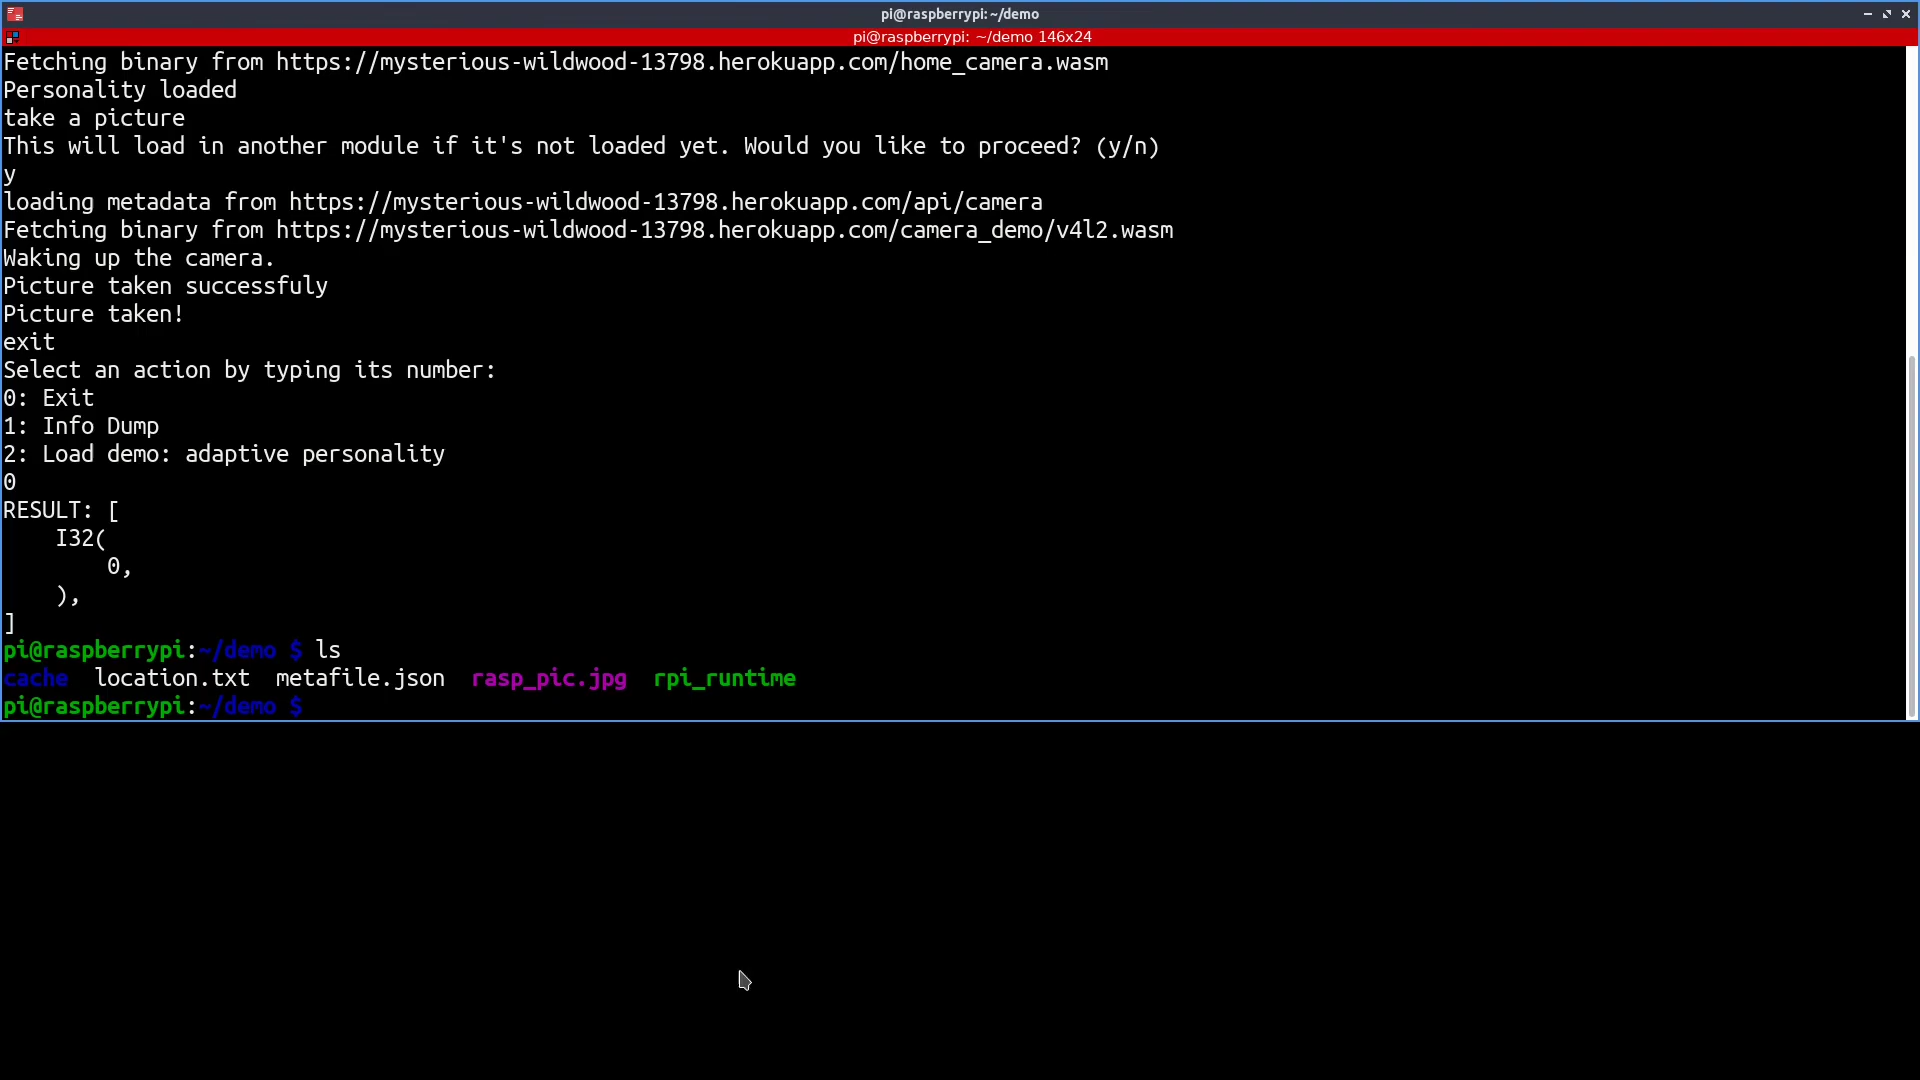 pi@raspberrypi:~/demo
pi@raspberrypi: ~/demo 146x24
Fetching binary from https://mysterious-wildwood-13798.herokuapp.com/home_camera.wasm
Personality loaded
take a picture
This will load in another module if it's not loaded yet. Would you like to proceed? (y/n)
y
loading metadata from https://mysterious-wildwood-13798.herokuapp.com/api/camera
Fetching binary from https://mysterious-wildwood-13798.herokuapp.com/camera_demo/v4l2.wasm
Waking up the camera.
Picture taken successfuly
Picture taken!
exit
Select an action by typing its number:
0: Exit
1: Info Dump
2: Load demo: adaptive personality
0
RESULT: [
    I32(
        0,
    ),
]
pi@raspberrypi:~/demo $ ls
cache  location.txt  metafile.json  rasp_pic.jpg  rpi_runtime
pi@raspberrypi:~/demo $